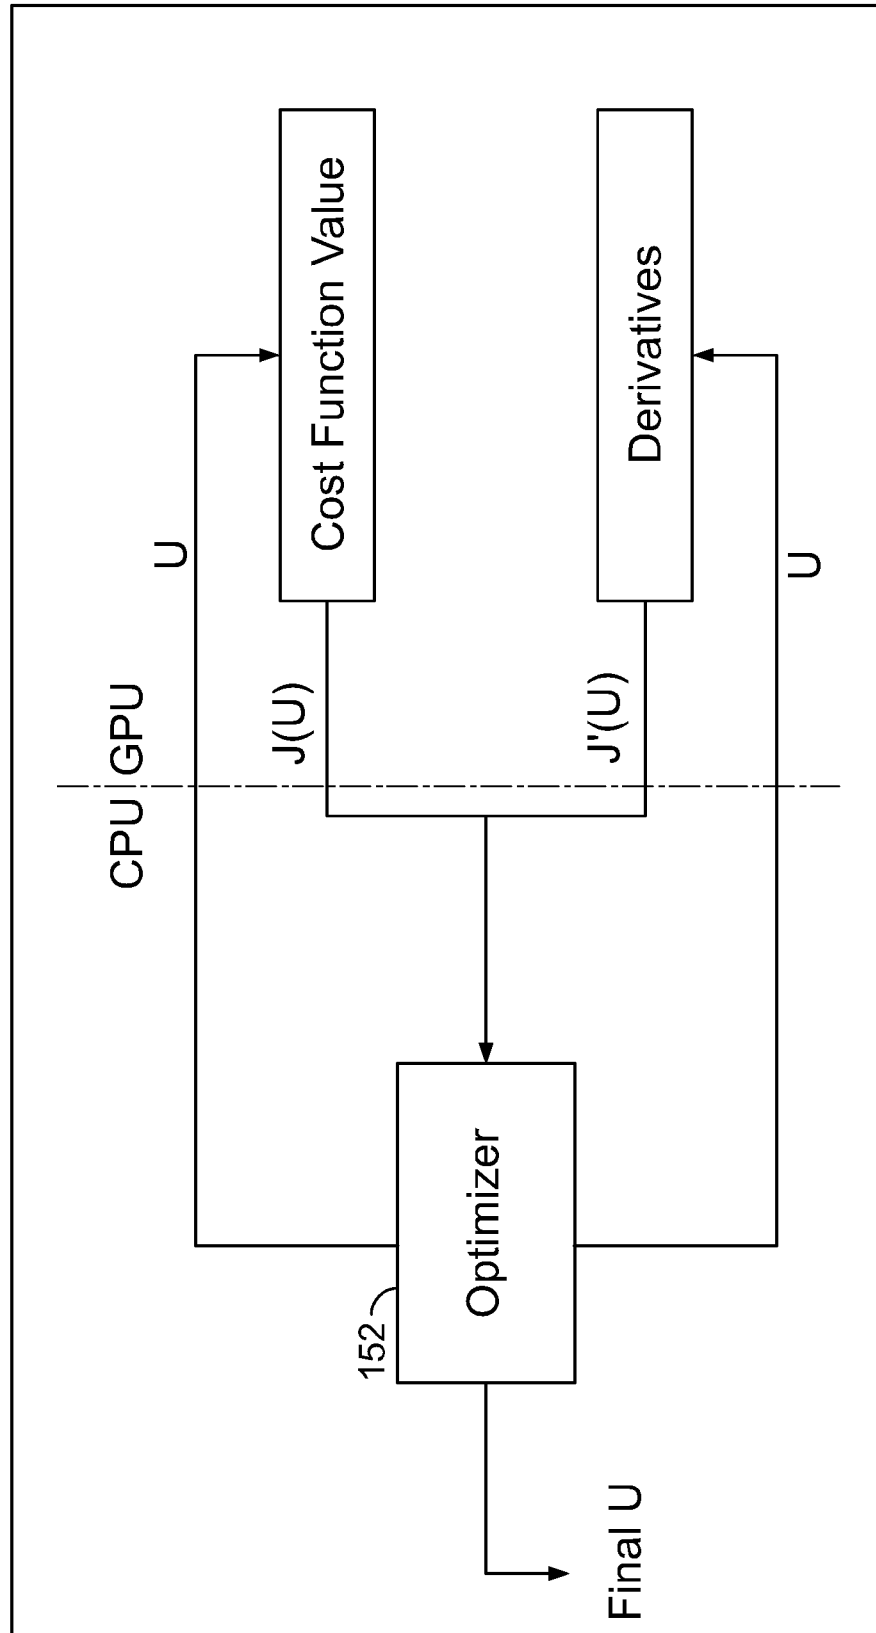 CPU
GPU
U
J(U)
Cost Function Value
152
Optimizer
J'(U)
Derivatives
U
Final U